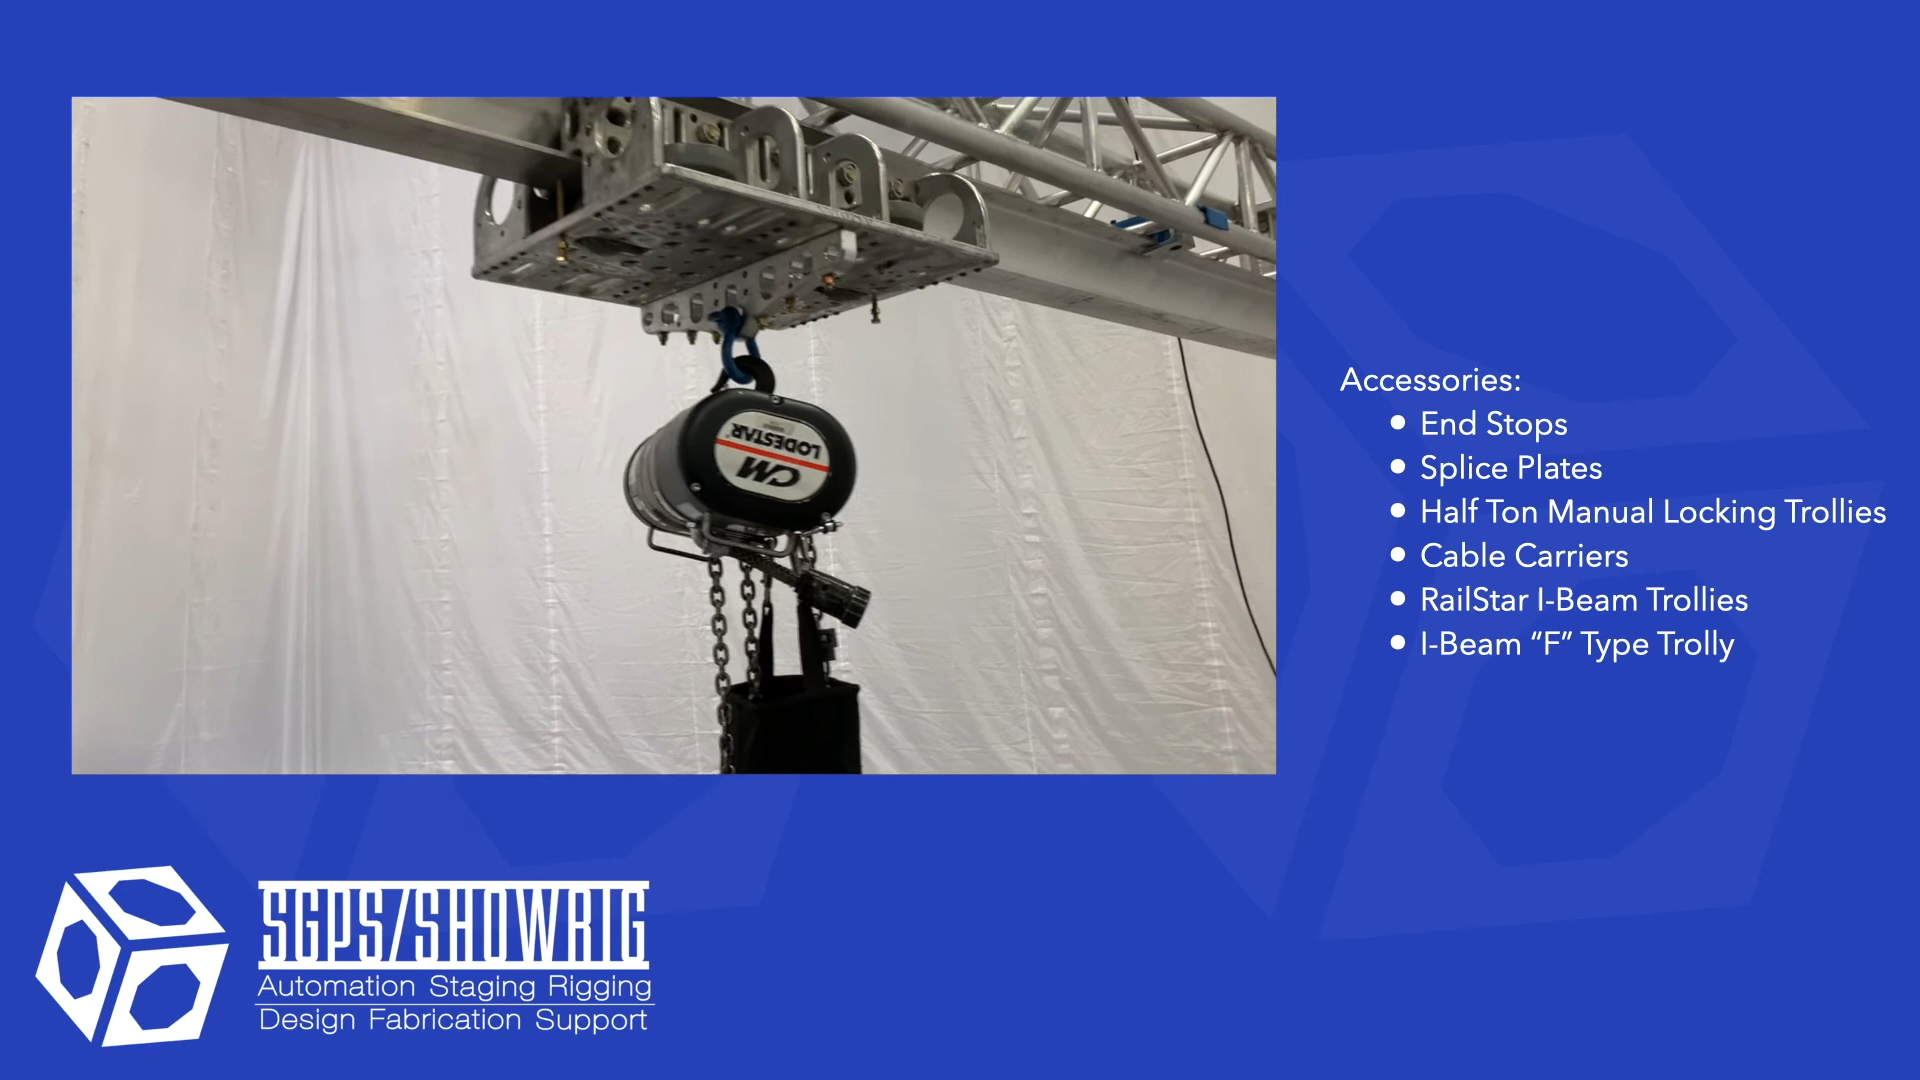 LODESTAR
CM
Accessories:
• End Stops
• Splice Plates
• Half Ton Manual Locking Trollies
• Cable Carriers
• RailStar I-Beam Trollies
• I-Beam “F” Type Trolly
SGPS/SHOWRIG
Automation Staging Rigging
Design Fabrication Support